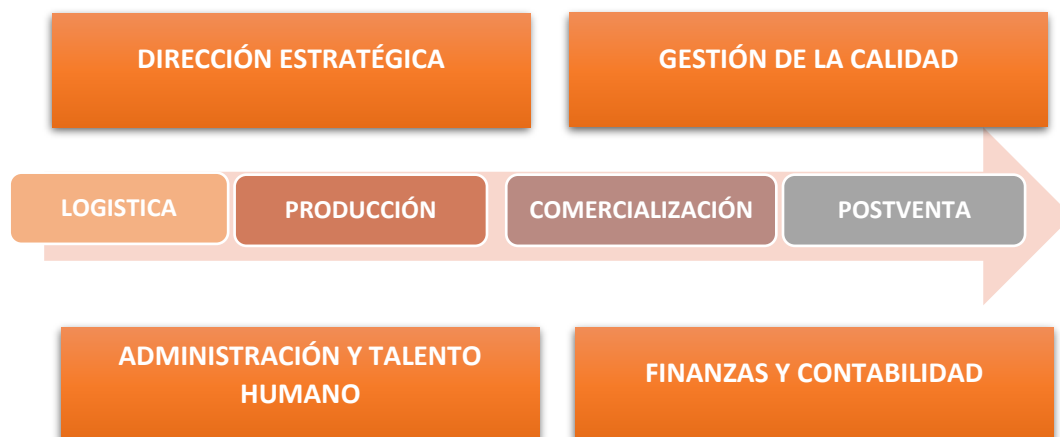 DIRECCIÓN ESTRATÉGICA
GESTIÓN DE LA CALIDAD
LOGISTICA
PRODUCCIÓN
COMERCIALIZACIÓN
POSTVENTA
ADMINISTRACIÓN Y TALENTO
HUMANO
FINANZAS Y CONTABILIDAD